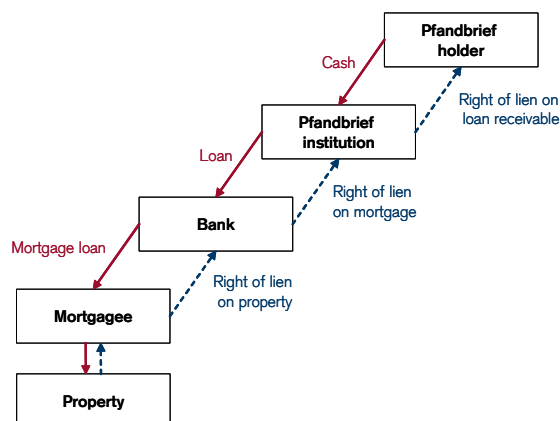 Pfandbrief
holder
Cash
Right of lien on
loan receivable
Pfandbrief
institution
Loan
Right of lien
on mortgage
Bank
Mortgage loan
Right of lien
on property
Mortgagee
Property